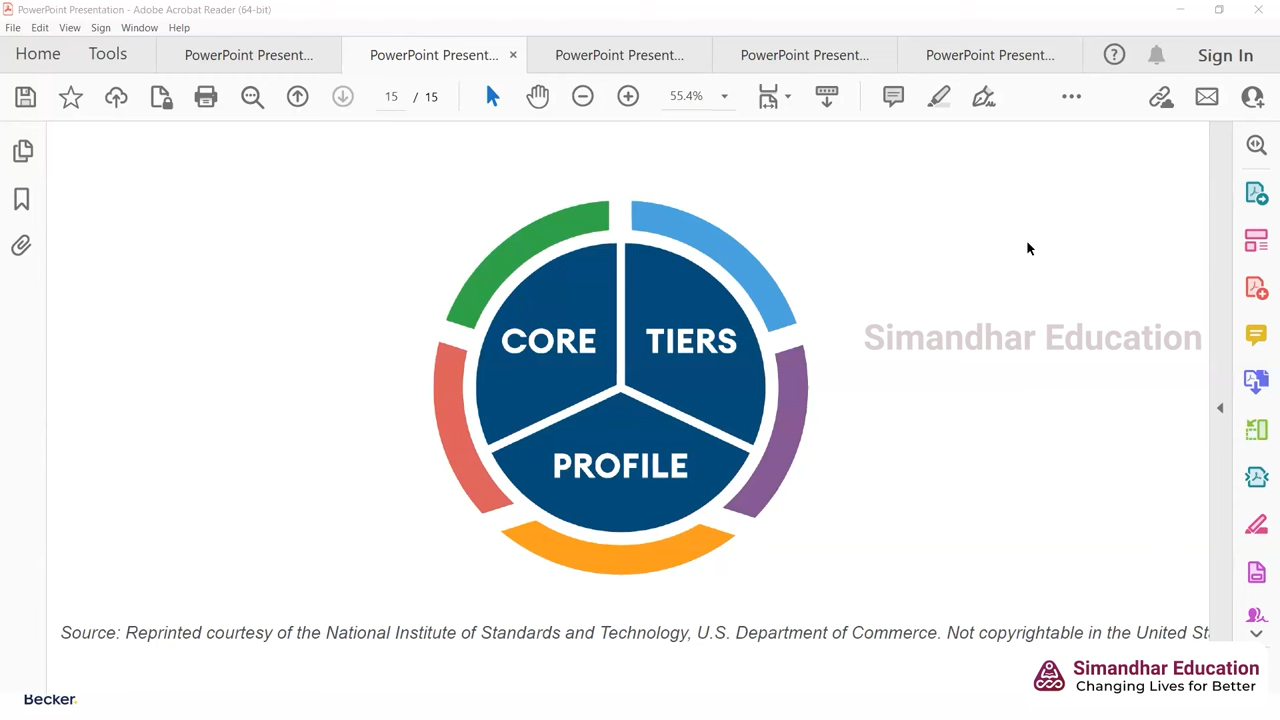 PowerPoint Presentation - Adobe Acrobat Reader (64-bit)
File Edit View Sign Window Help
Home Tools PowerPoint Present... PowerPoint Present... × PowerPoint Present... PowerPoint Present... PowerPoint Present... Sign In
15 / 15 55.4%
CORE TIERS
Simandhar Education
PROFILE
Source: Reprinted courtesy of the National Institute of Standards and Technology, U.S. Department of Commerce. Not copyrightable in the United St
Simandhar Education
Changing Lives for Better
Becker.